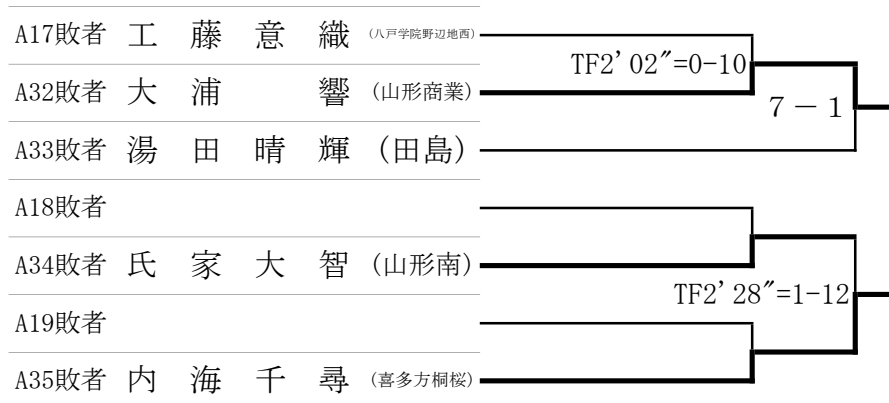 A17敗者 工藤意織 (八戸学院野辺地西)
TF2’02″=0-10
A32敗者 大浦 響 (山形商業)
7－1
A33敗者 湯田晴輝 (田島)
A18敗者
A34敗者 氏家大智 (山形南)
TF2’28″=1-12
A19敗者
A35敗者 内海千尋 (喜多方桐桜)